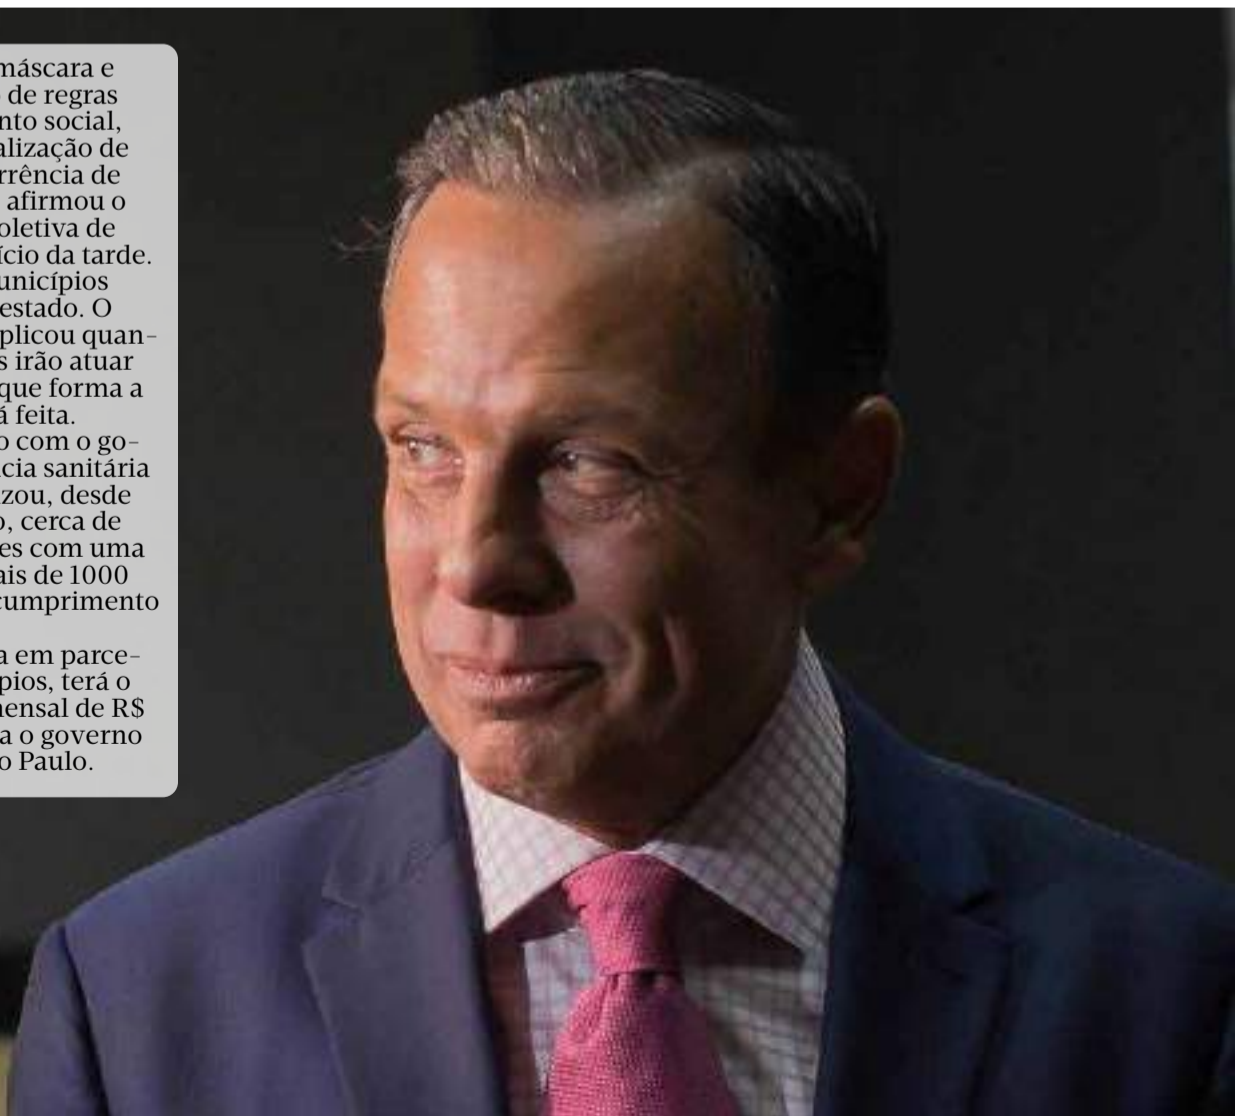 máscara e
de regras
nto social,
alização de
rrência de
afirmou o
oletiva de
ício da tarde.
unicípios
estado. O
plicou quan-
s irão atuar
que forma a
á feita.
o com o go-
cia sanitária
zou, desde
o, cerca de
es com uma
ais de 1000
cumprimento
a em parce-
pios, terá o
ensal de R$
a o governo
o Paulo.